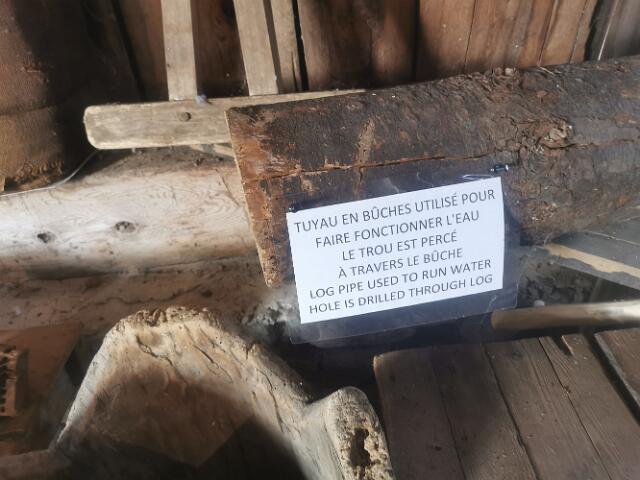 TUYAU EN BÛCHES UTILISÉ POUR
FAIRE FONCTIONNER L'EAU
LE TROU EST PERCÉ
À TRAVERS LE BÛCHE
LOG PIPE USED TO RUN WATER
HOLE IS DRILLED THROUGH LOG